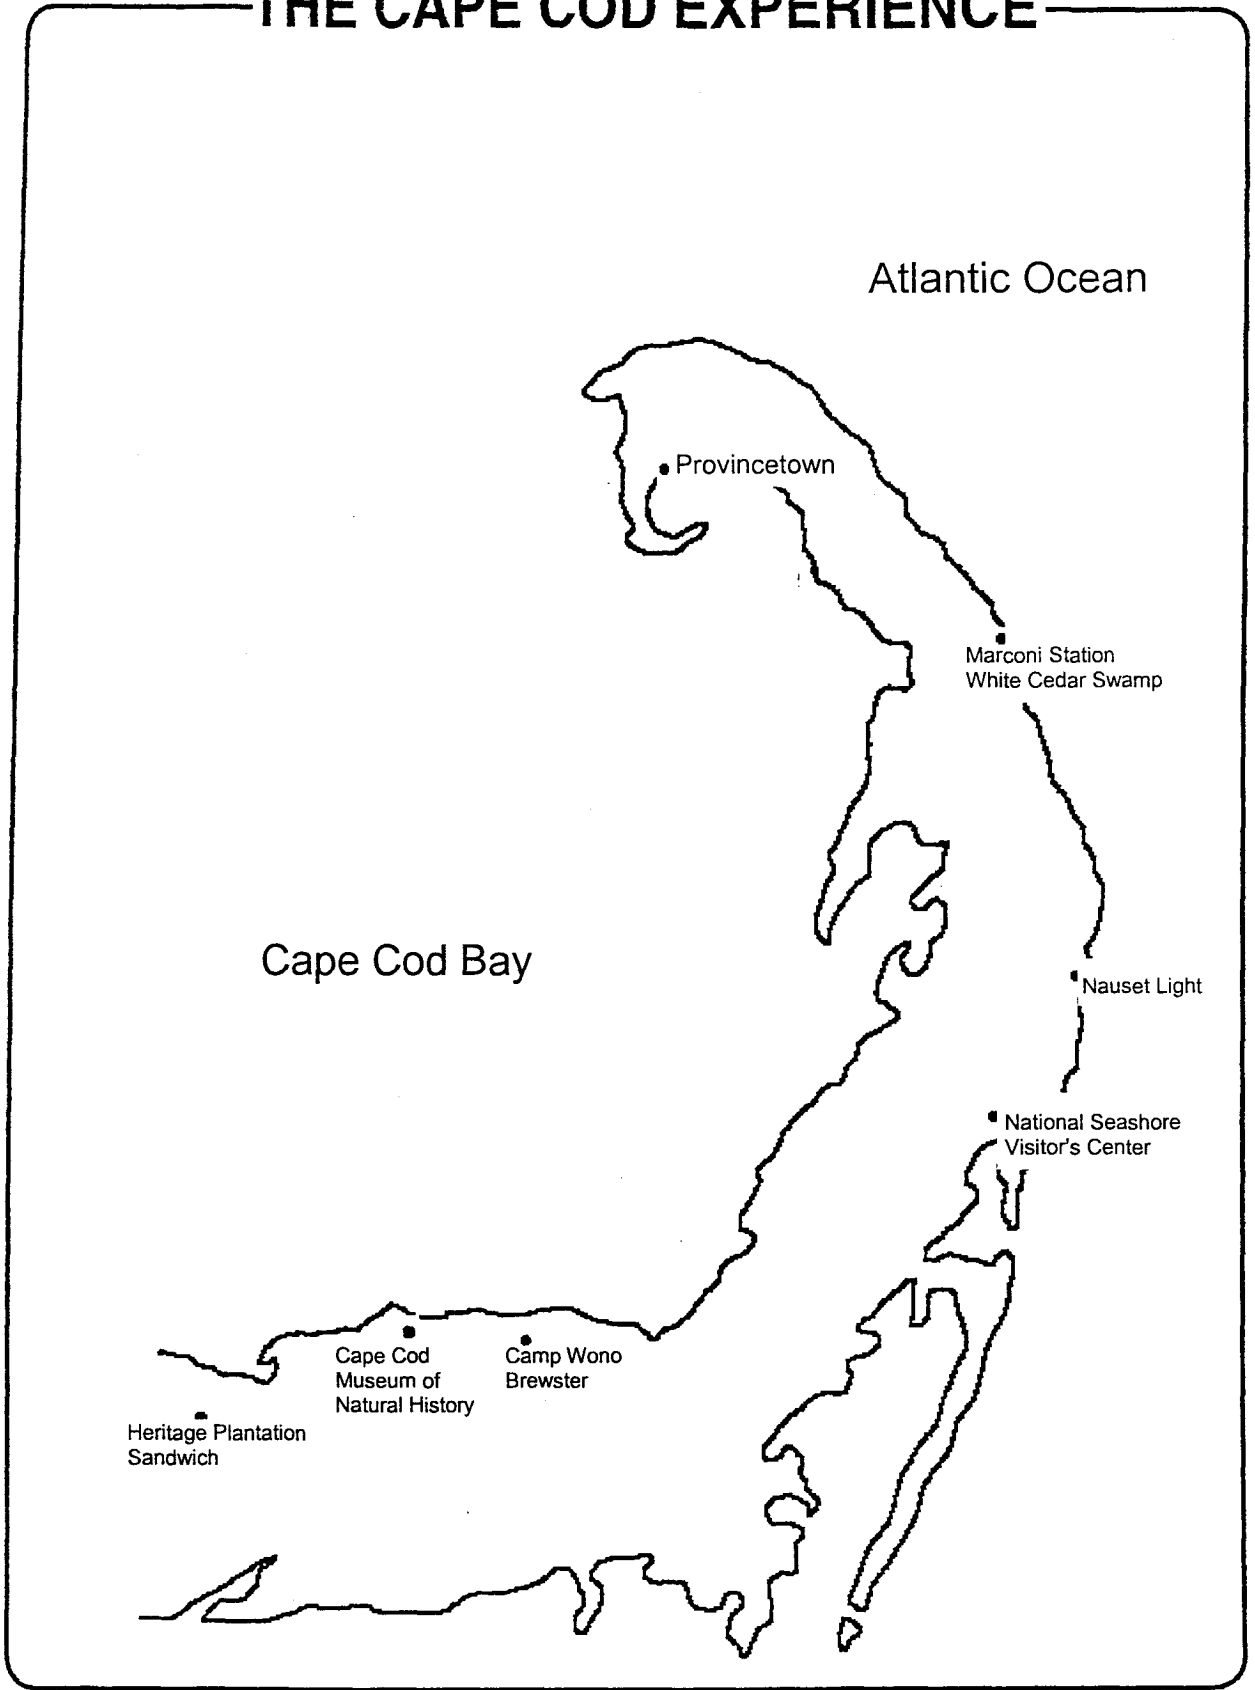 THE CAPE COD EXPERIENCE
Atlantic Ocean
Provincetown
Marconi Station
White Cedar Swamp
Cape Cod Bay
Nauset Light
National Seashore
Visitor's Center
Cape Cod
Museum of
Natural History
Camp Wono
Brewster
Heritage Plantation
Sandwich